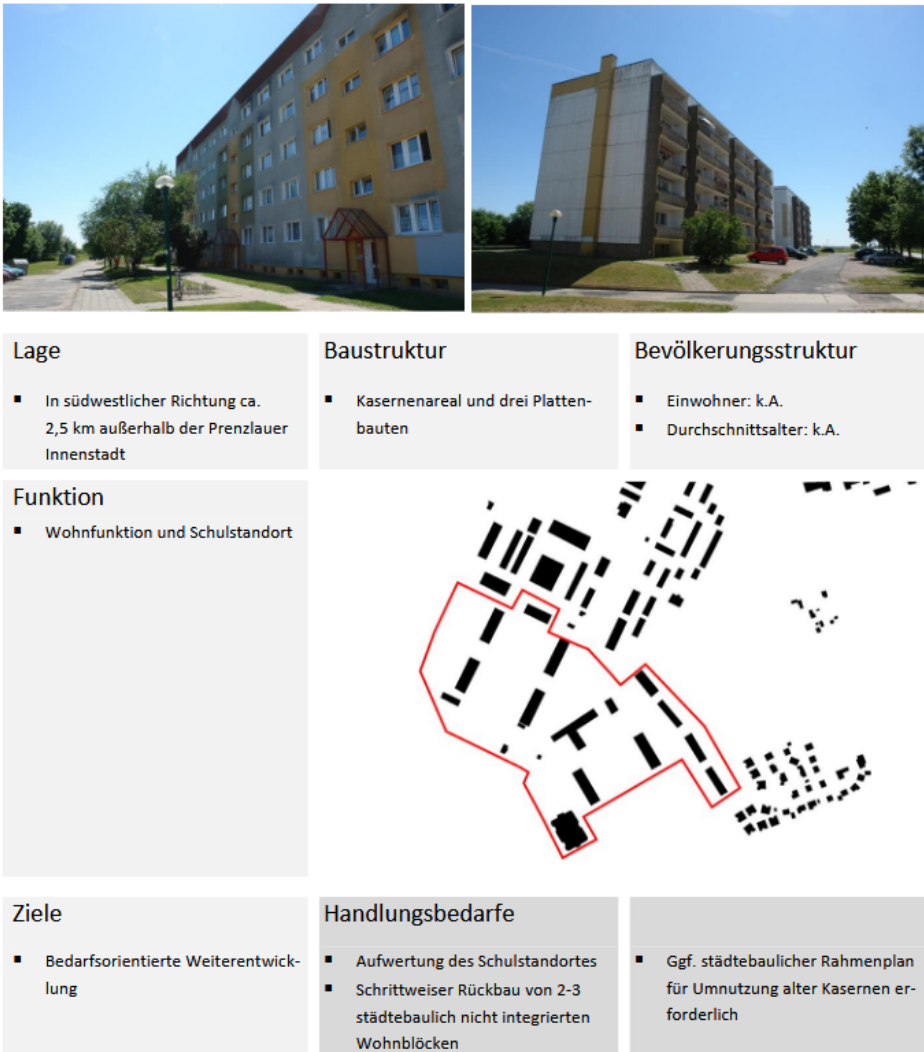 Lage
In südwestlicher Richtung ca.
2,5 km außerhalb der Prenzlauer
Innenstadt
Baustruktur
Kasernenareal und drei Platten-
bauten
Bevölkerungsstruktur
Einwohner: k.A.
Durchschnittsalter: k.A.
Funktion
Wohnfunktion und Schulstandort
Ziele
Bedarfsorientierte Weiterentwick-
lung
Handlungsbedarfe
Aufwertung des Schulstandortes
Schrittweiser Rückbau von 2-3
städtebaulich nicht integrierten
Wohnblöcken
Ggf. städtebaulicher Rahmenplan
für Umnutzung alter Kasernen er-
forderlich